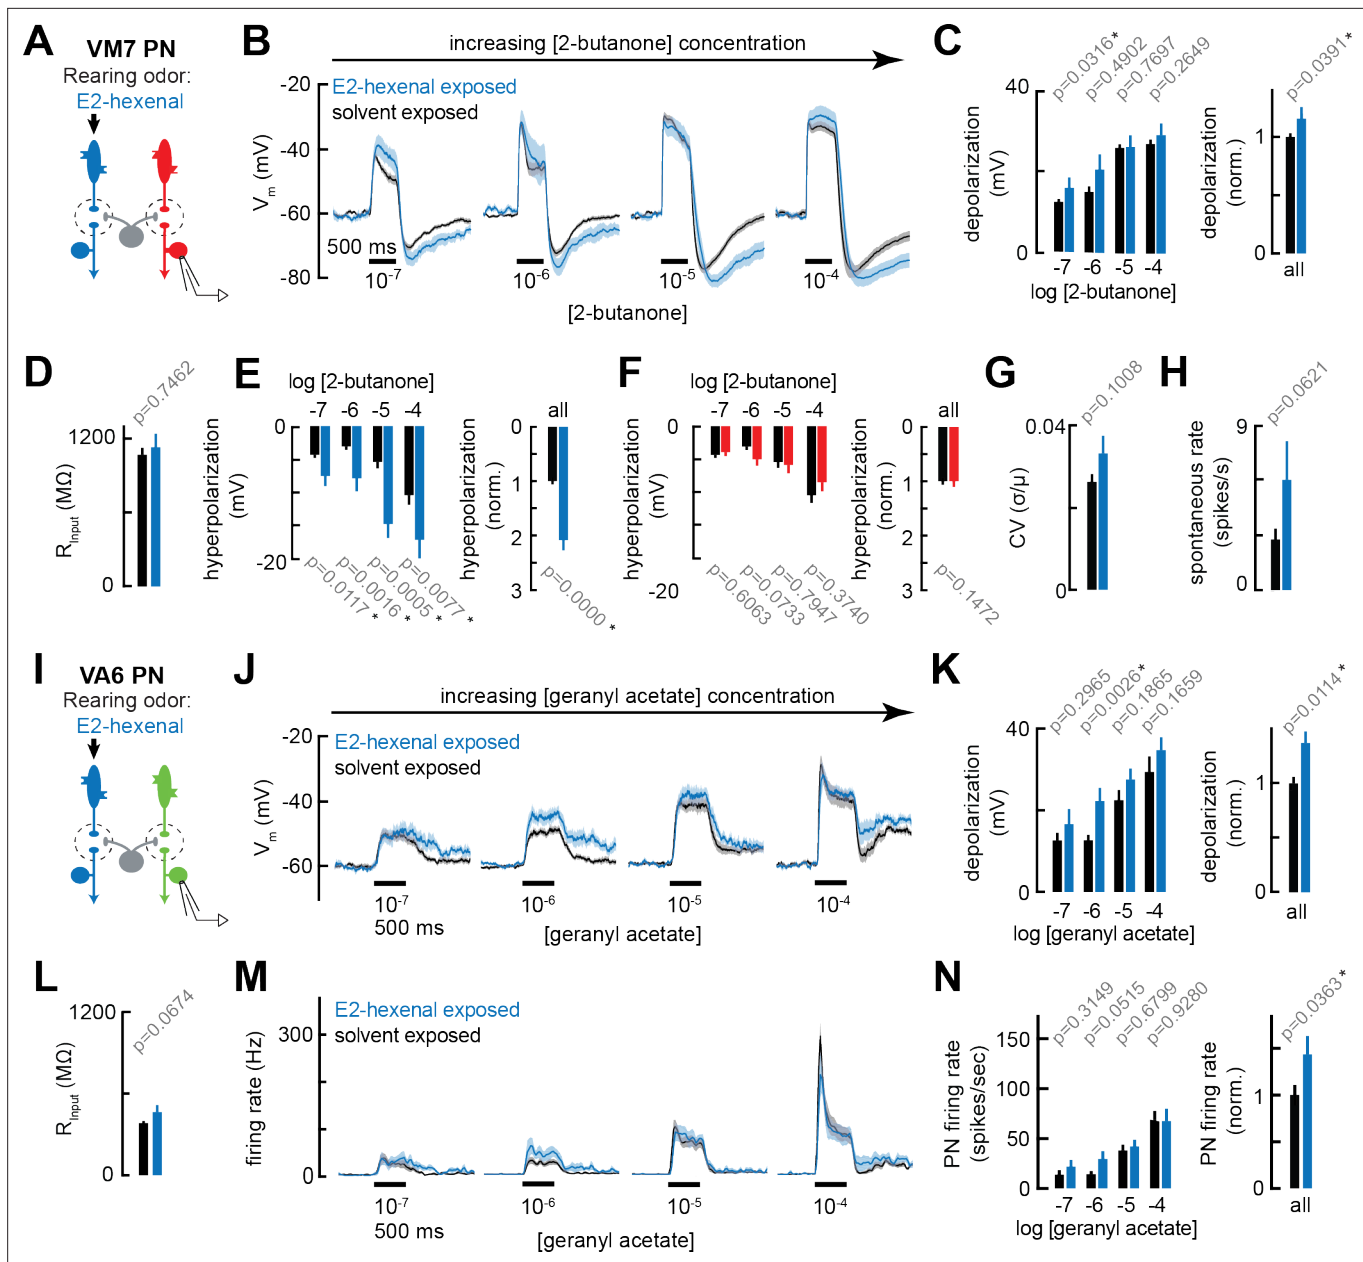 A
VM7 PN
Rearing odor:
E2-hexenal
B
increasing [2-butanone] concentration
E2-hexenal exposed
solvent exposed
-20
-40
-60
-80
Vm (mV)
500 ms
10-7
10-6
10-5
10-4
[2-butanone]
C
p=0.0316*
p=0.4902
p=0.7697
p=0.2649
40
0
depolarization
(mV)
-7
-6
-5
-4
log [2-butanone]
p=0.0391*
depolarization
(norm.)
1
0
all
D
p=0.7462
1200
0
RInput (MΩ)
E
log [2-butanone]
-7
-6
-5
-4
0
-20
hyperpolarization
(mV)
p=0.0117*
p=0.0016*
p=0.0005*
p=0.0077*
all
0
1
2
3
hyperpolarization
(norm.)
p=0.0000*
F
log [2-butanone]
-7
-6
-5
-4
0
-20
hyperpolarization
(mV)
p=0.6063
p=0.0733
p=0.7947
p=0.3740
all
0
1
2
3
hyperpolarization
(norm.)
p=0.1472
G
p=0.1008
0.04
0
CV (σ/μ)
H
p=0.0621
9
0
spontaneous rate
(spikes/s)
I
VA6 PN
Rearing odor:
E2-hexenal
J
increasing [geranyl acetate] concentration
E2-hexenal exposed
solvent exposed
-20
-40
-60
Vm (mV)
10-7
10-6
10-5
10-4
500 ms
[geranyl acetate]
K
p=0.2965
p=0.0026*
p=0.1865
p=0.1659
40
0
depolarization
(mV)
-7
-6
-5
-4
log [geranyl acetate]
p=0.0114*
depolarization
(norm.)
1
0
all
L
p=0.0674
1200
0
RInput (MΩ)
M
E2-hexenal exposed
solvent exposed
300
0
firing rate (Hz)
10-7
10-6
10-5
10-4
500 ms
[geranyl acetate]
N
p=0.3149
p=0.0515
p=0.6799
p=0.9280
150
100
50
0
PN firing rate
(spikes/sec)
-7
-6
-5
-4
log [geranyl acetate]
p=0.0363*
PN firing rate
(norm.)
1
0
all